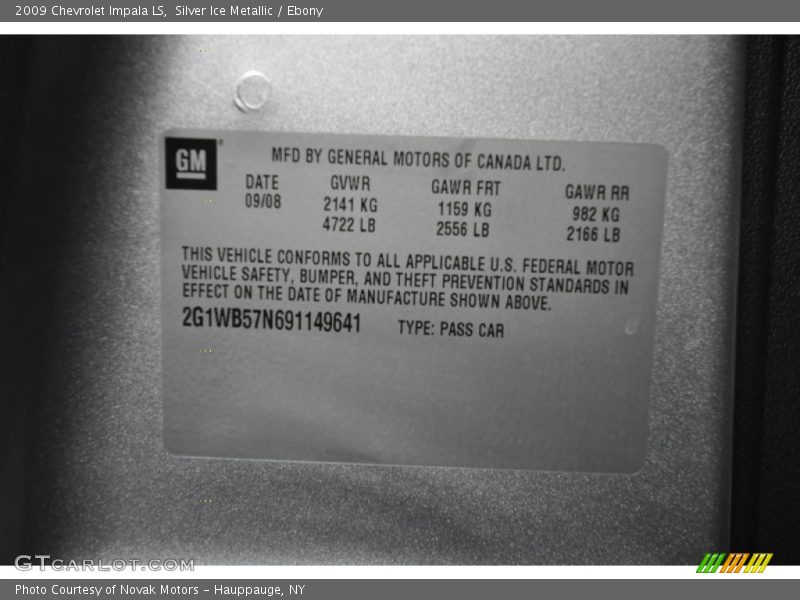 2009 Chevrolet Impala LS,  Silver Ice Metallic / Ebony
GM
MFD BY GENERAL MOTORS OF CANADA LTD.
DATE GVWR GAWR FRT GAWR RR
09/08 2141 KG 1159 KG 982 KG
4722 LB 2556 LB 2166 LB
THIS VEHICLE CONFORMS TO ALL APPLICABLE U.S. FEDERAL MOTOR
VEHICLE SAFETY, BUMPER, AND THEFT PREVENTION STANDARDS IN
EFFECT ON THE DATE OF MANUFACTURE SHOWN ABOVE.
2G1WB57N691149641 TYPE: PASS CAR
GTcarlot.com
Photo Courtesy of Novak Motors - Hauppauge, NY